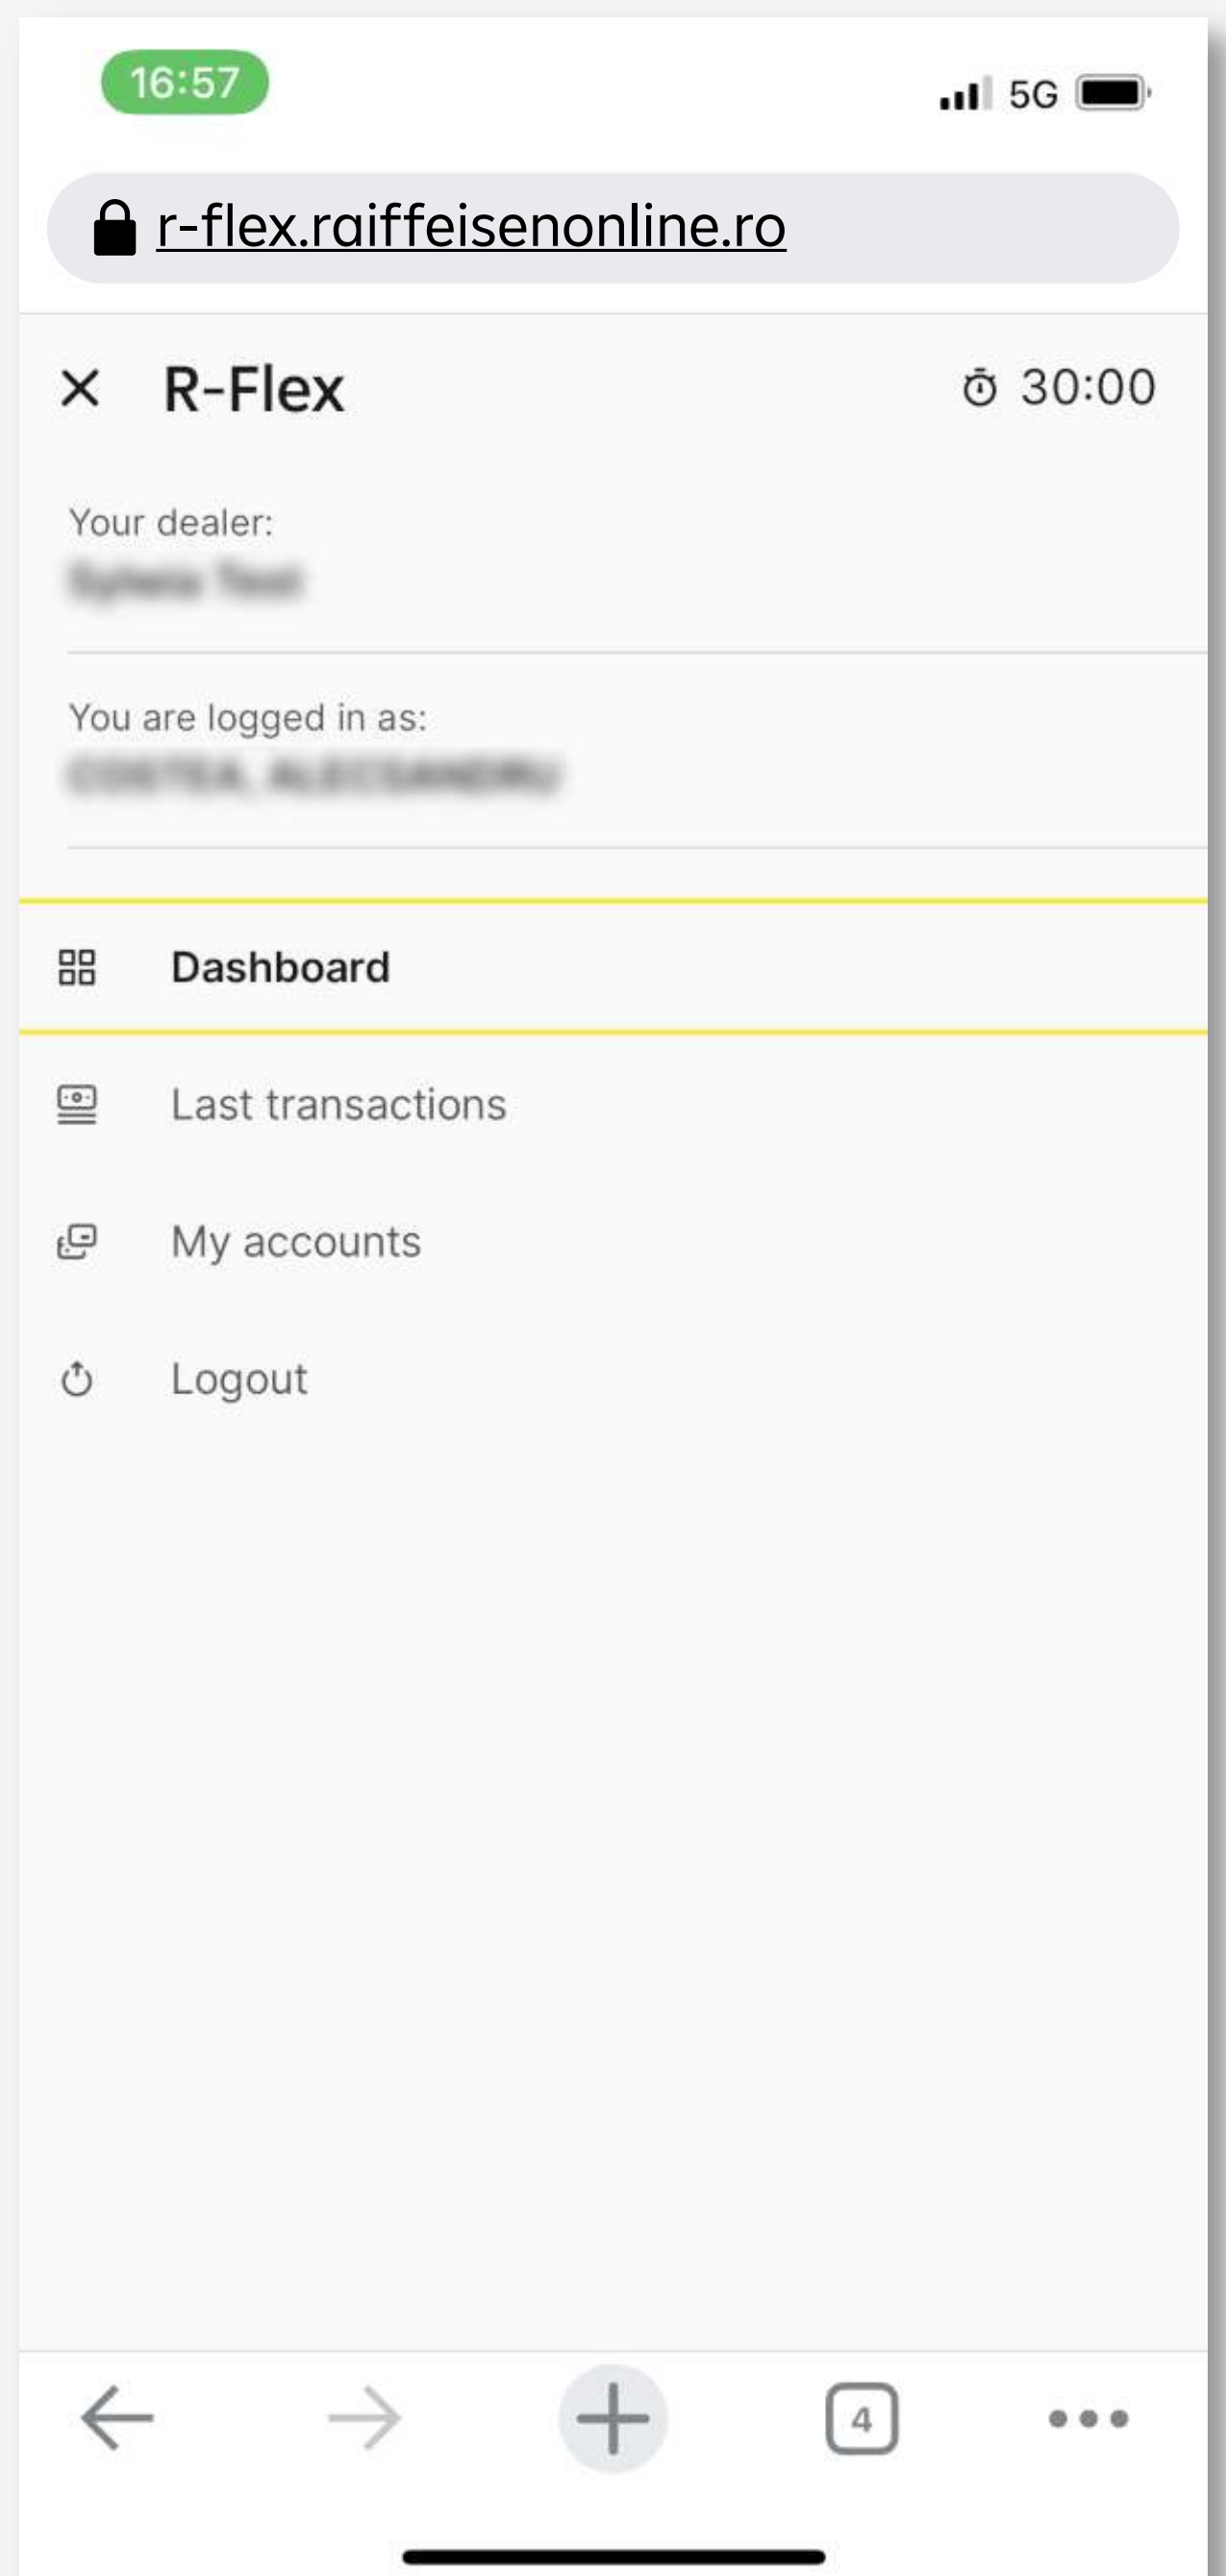 16:57
5G
r-flex.raiffeisenonline.ro
R-Flex
30:00
Your dealer:
You are logged in as:
Dashboard
Last transactions
My accounts
Logout
4